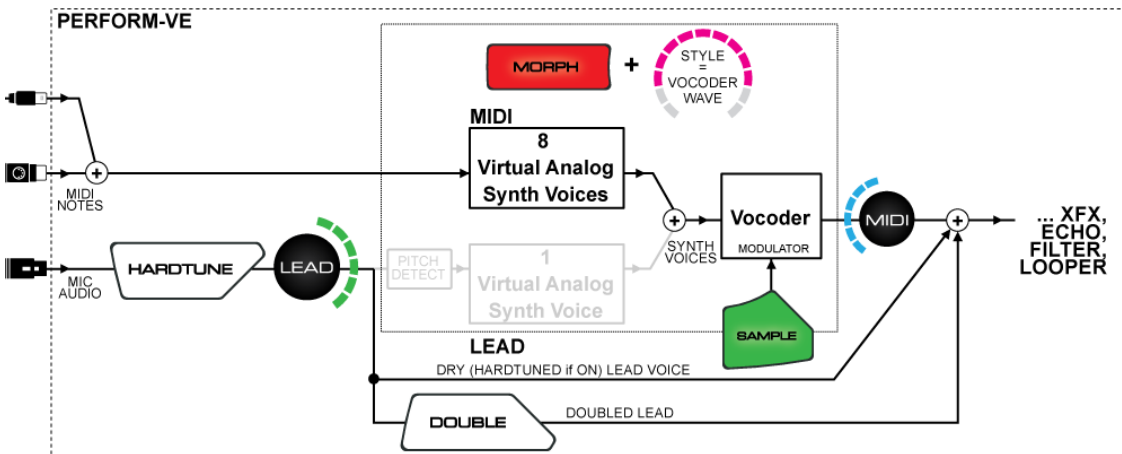 PERFORM-VE
MORPH
+
STYLE
=
VOCODER
WAVE
MIDI
8
Virtual Analog
Synth Voices
+
MIDI
NOTES
+
SYNTH
VOICES
Vocoder
MODULATOR
MIDI
+
... XFX,
ECHO,
FILTER,
LOOPER
MIC
AUDIO
HARDTUNE
LEAD
PITCH
DETECT
1
Virtual Analog
Synth Voice
SAMPLE
LEAD
DRY (HARDTUNED if ON) LEAD VOICE
DOUBLE
DOUBLED LEAD